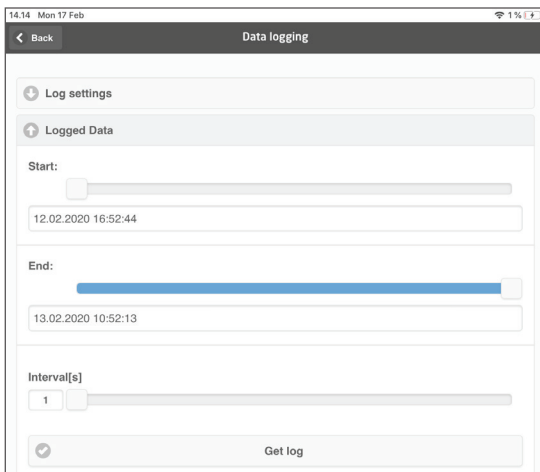 14.14 Mon 17 Feb 1%
Back Data logging
Log settings
Logged Data
Start:
12.02.2020 16:52:44
End:
13.02.2020 10:52:13
Interval[s]
1
Get log